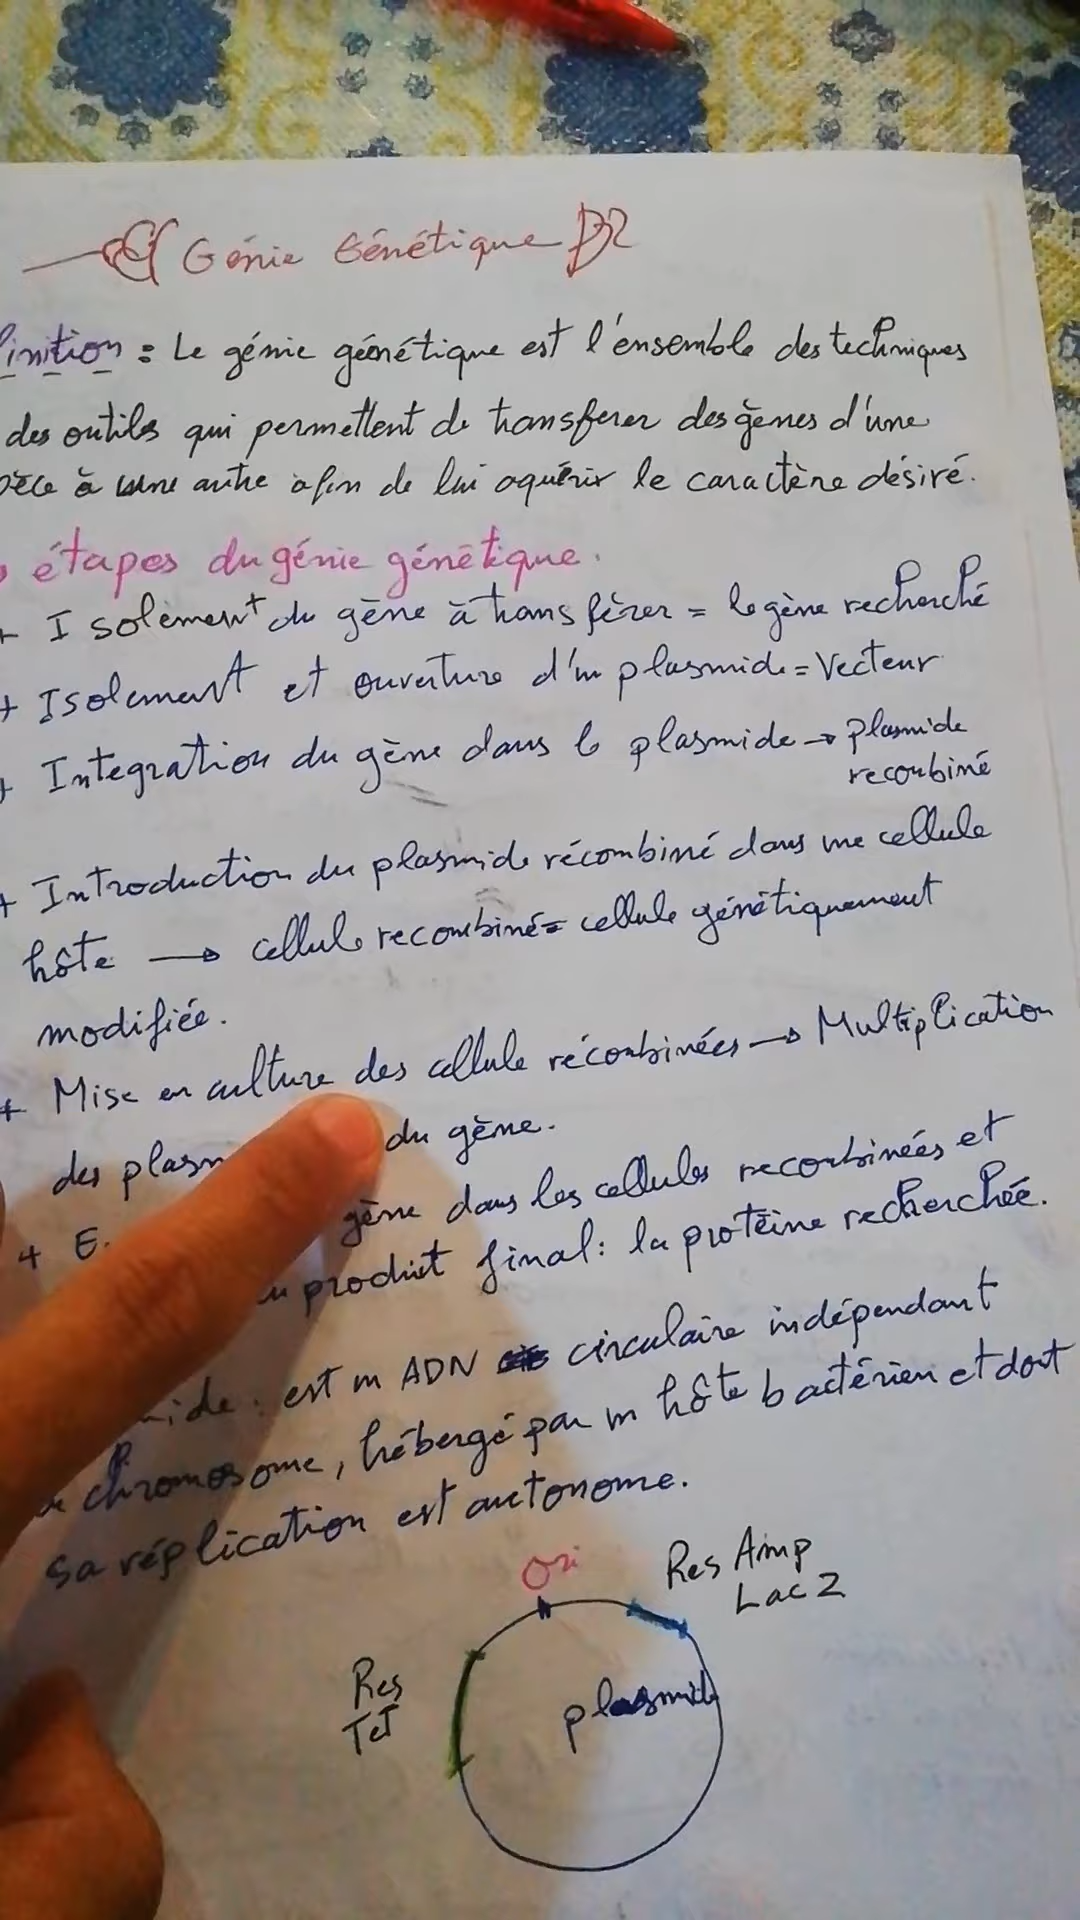 Génie Génétique
inition = Le génie génétique est l'ensemble des techniques
des outils qui permettent de transferer des gènes d'une
pèce à une autre afin de lui aquérir le caractère désiré.
étapes du génie génétique.
+ Isolement du gène à transférer = le gène recherché
+ Isolement et ouverture d'un plasmide = Vecteur
+ Integration du gène dans le plasmide → plasmide
recombiné
+ Introduction du plasmide récombiné dans une cellule
hôte → cellule recombiné = cellule génétiquement
modifiée.
+ Mise en culture des cellule récombinées → Multiplication
des plasm du gène.
+ E. gène dans les cellules recombinées et
produit final : la protéine recherchée.
mide : est un ADN circulaire indépendant
chromosome, hébergé par un hôte bactérien et dont
sa réplication est autonome.
Ori
Res Amp
Lac Z
Res
Tet
plasmide